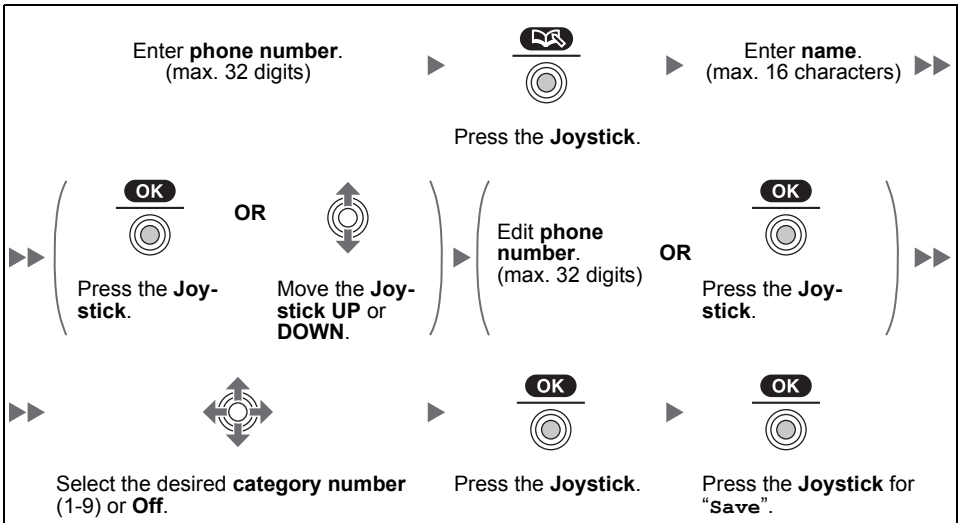 Enter phone number.
(max. 32 digits)
Enter name.
(max. 16 characters)
Press the Joystick.
OK
OR
Press the Joy-
stick.
Move the Joy-
stick UP or
DOWN.
Edit phone
number.
(max. 32 digits)
OR
OK
Press the Joy-
stick.
Select the desired category number
(1-9) or Off.
OK
Press the Joystick.
OK
Press the Joystick for
“Save”.